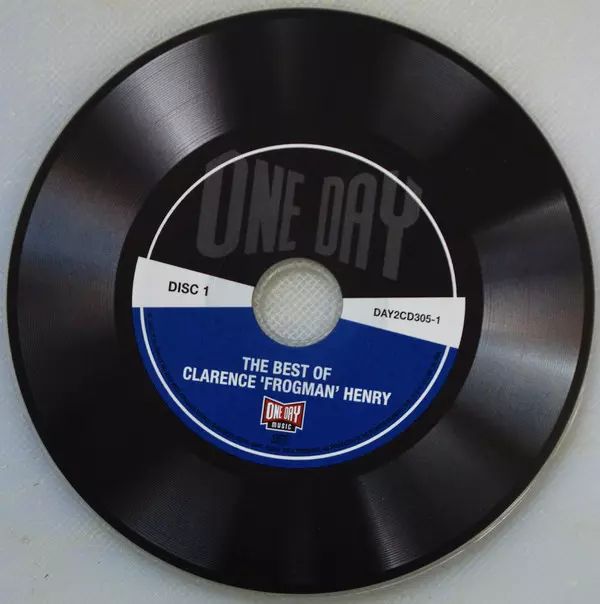 ONE DAY
DISC 1
DAY2CD305-1
THE BEST OF
CLARENCE 'FROGMAN' HENRY
ONE DAY
MUSIC